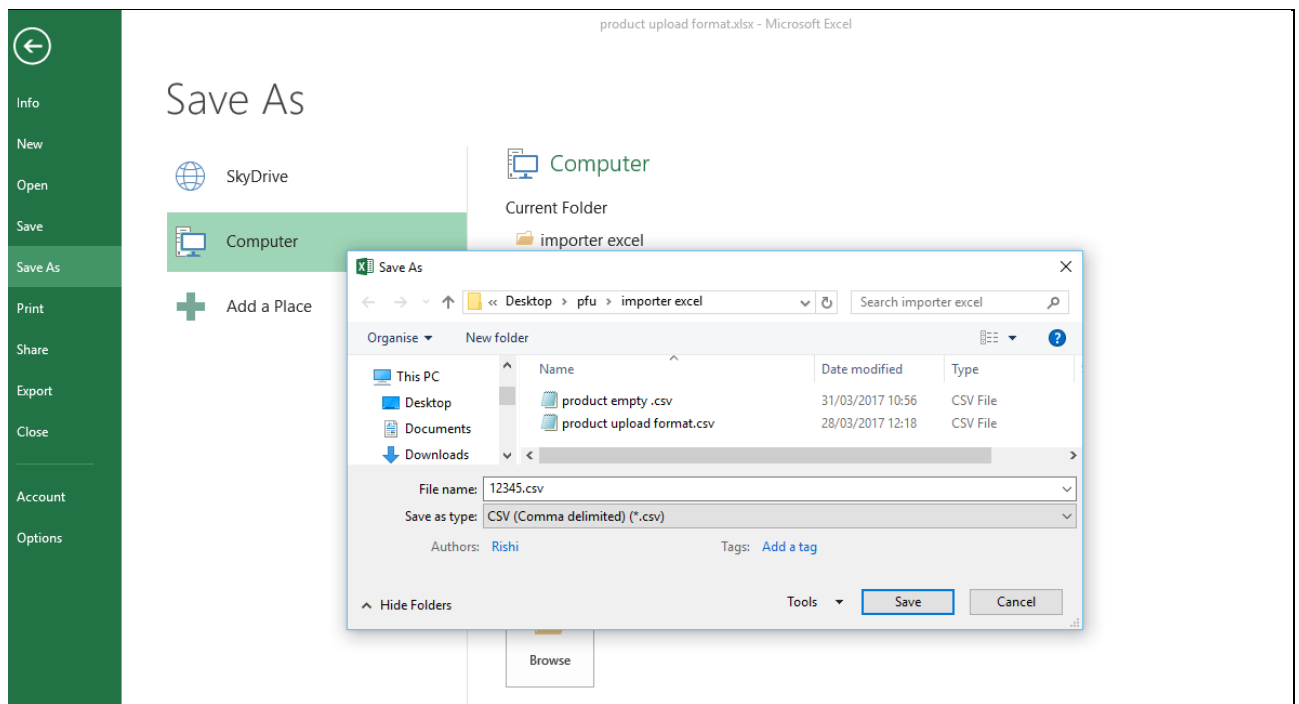 product upload format.xlsx - Microsoft Excel
Info
New
Open
Save
Save As
Print
Share
Export
Close
Account
Options
Save As
SkyDrive
Computer
Add a Place
Computer
Current Folder
importer excel
Save As
« Desktop > pfu > importer excel
Search importer excel
Organise
New folder
This PC
Desktop
Documents
Downloads
Name Date modified Type
product empty .csv 31/03/2017 10:56 CSV File
product upload format.csv 28/03/2017 12:18 CSV File
File name: 12345.csv
Save as type: CSV (Comma delimited) (*.csv)
Authors: Rishi Tags: Add a tag
Hide Folders
Tools Save Cancel
Browse